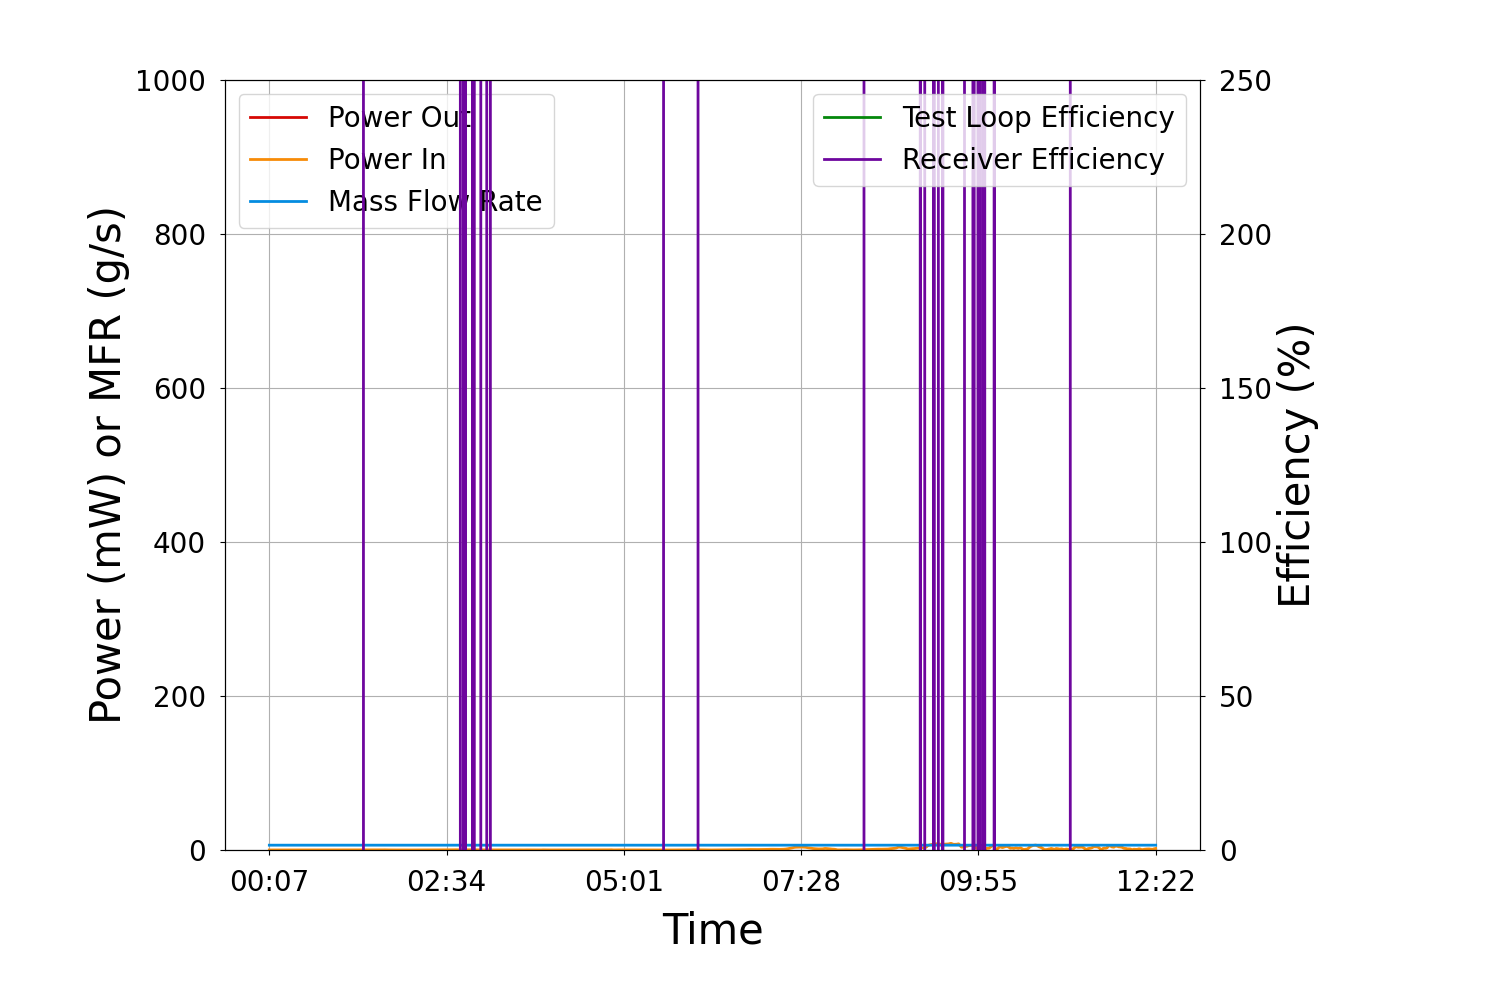 Power (mW) or MFR (g/s)
1000
800
600
400
200
0
Power Out
Power In
Mass Flow Rate
Test Loop Efficiency
Receiver Efficiency
250
200
150
100
50
0
Efficiency (%)
00:07 02:34 05:01 07:28 09:55 12:22
Time